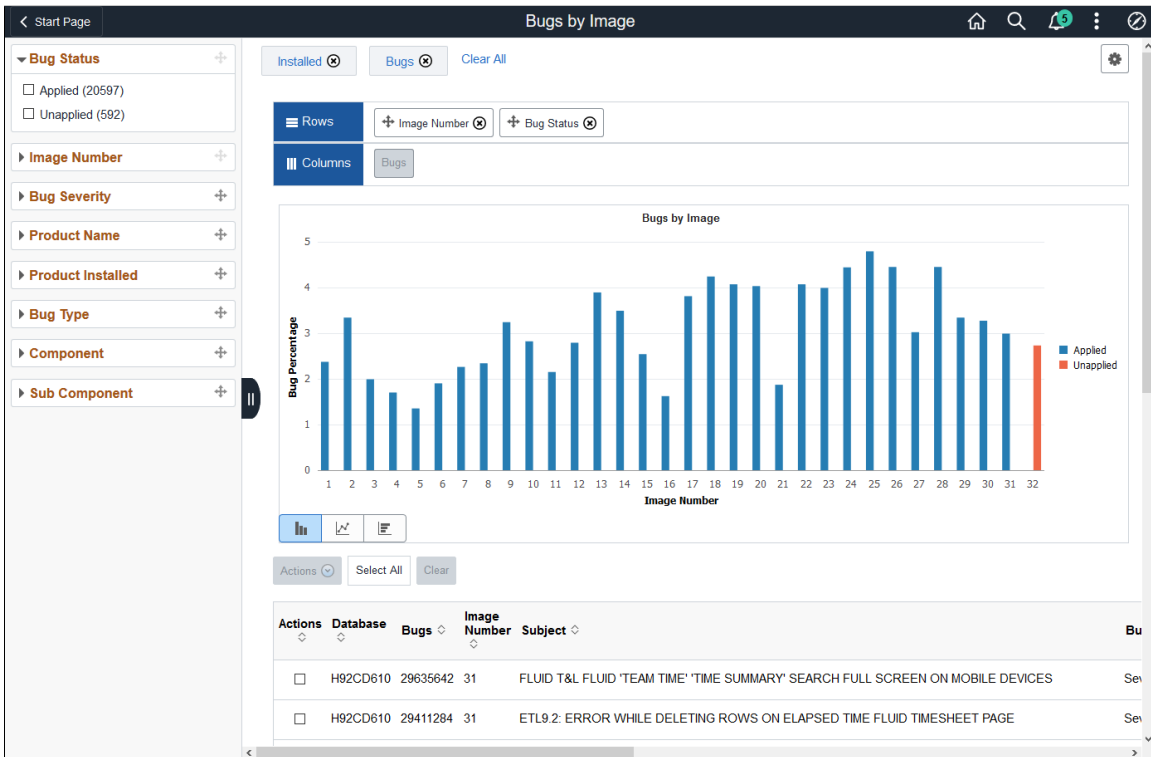 Start Page
Bugs by Image
5
Bug Status
Applied (20597)
Unapplied (592)
Image Number
Bug Severity
Product Name
Product Installed
Bug Type
Component
Sub Component
Installed
Bugs
Clear All
Rows
Image Number
Bug Status
Columns
Bugs
Bugs by Image
Bug Percentage
5
4
3
2
1
0
1 2 3 4 5 6 7 8 9 10 11 12 13 14 15 16 17 18 19 20 21 22 23 24 25 26 27 28 29 30 31 32
Image Number
Applied
Unapplied
Actions
Select All
Clear
Actions Database Bugs Image Number Subject Bu
H92CD610 29635642 31 FLUID T&L FLUID 'TEAM TIME' 'TIME SUMMARY' SEARCH FULL SCREEN ON MOBILE DEVICES Sev
H92CD610 29411284 31 ETL9.2: ERROR WHILE DELETING ROWS ON ELAPSED TIME FLUID TIMESHEET PAGE Sev